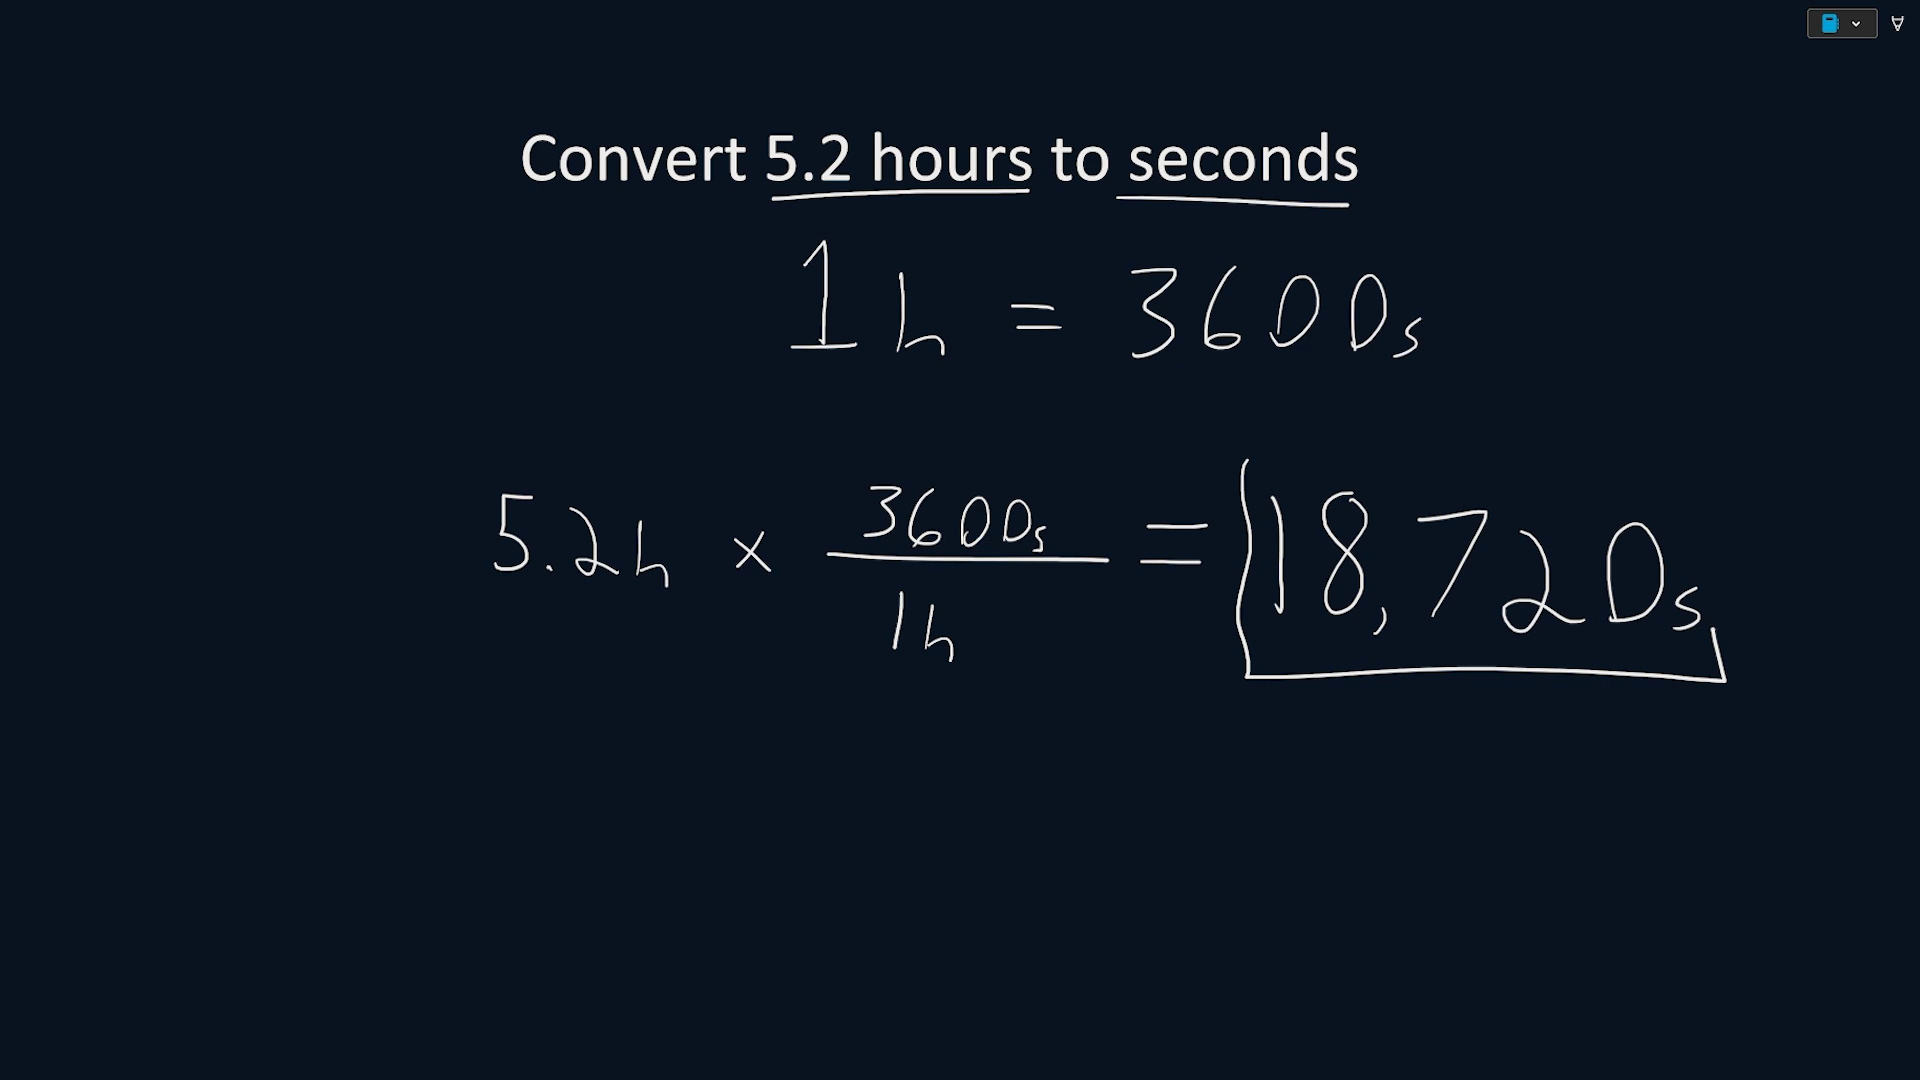 Convert 5.2 hours to seconds
1h = 3600s
5.2h × 3600s/1h = 18,720s